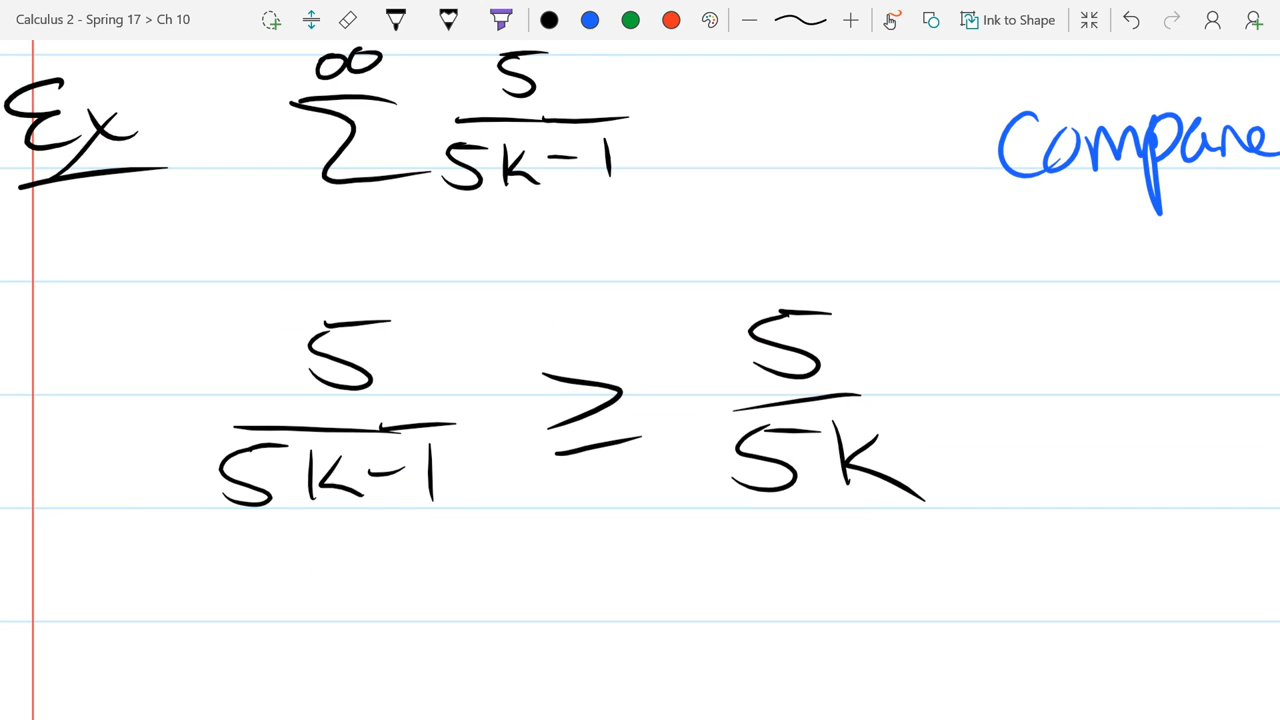 Calculus 2 - Spring 17 > Ch 10
Ink to Shape
Ex ∞ ∑ 5/(5k-1) Compare
5/(5k-1) ≥ 5/(5k)